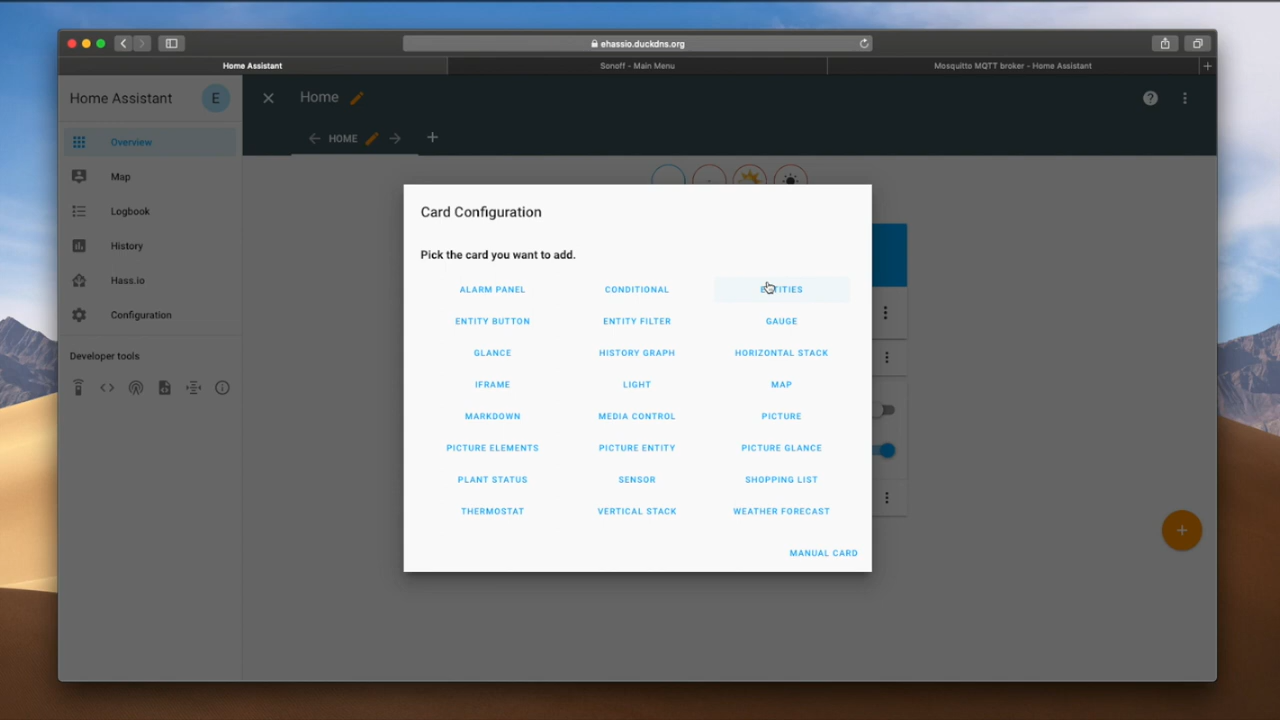 ehassio.duckdns.org
Home Assistant
Sonoff - Main Menu
Mosquitto MQTT broker - Home Assistant
Home Assistant
E
Home
Overview
HOME
Map
Logbook
History
Hass.io
Configuration
Developer tools
Card Configuration
Pick the card you want to add.
ALARM PANEL
CONDITIONAL
ENTITIES
ENTITY BUTTON
ENTITY FILTER
GAUGE
GLANCE
HISTORY GRAPH
HORIZONTAL STACK
IFRAME
LIGHT
MAP
MARKDOWN
MEDIA CONTROL
PICTURE
PICTURE ELEMENTS
PICTURE ENTITY
PICTURE GLANCE
PLANT STATUS
SENSOR
SHOPPING LIST
THERMOSTAT
VERTICAL STACK
WEATHER FORECAST
MANUAL CARD